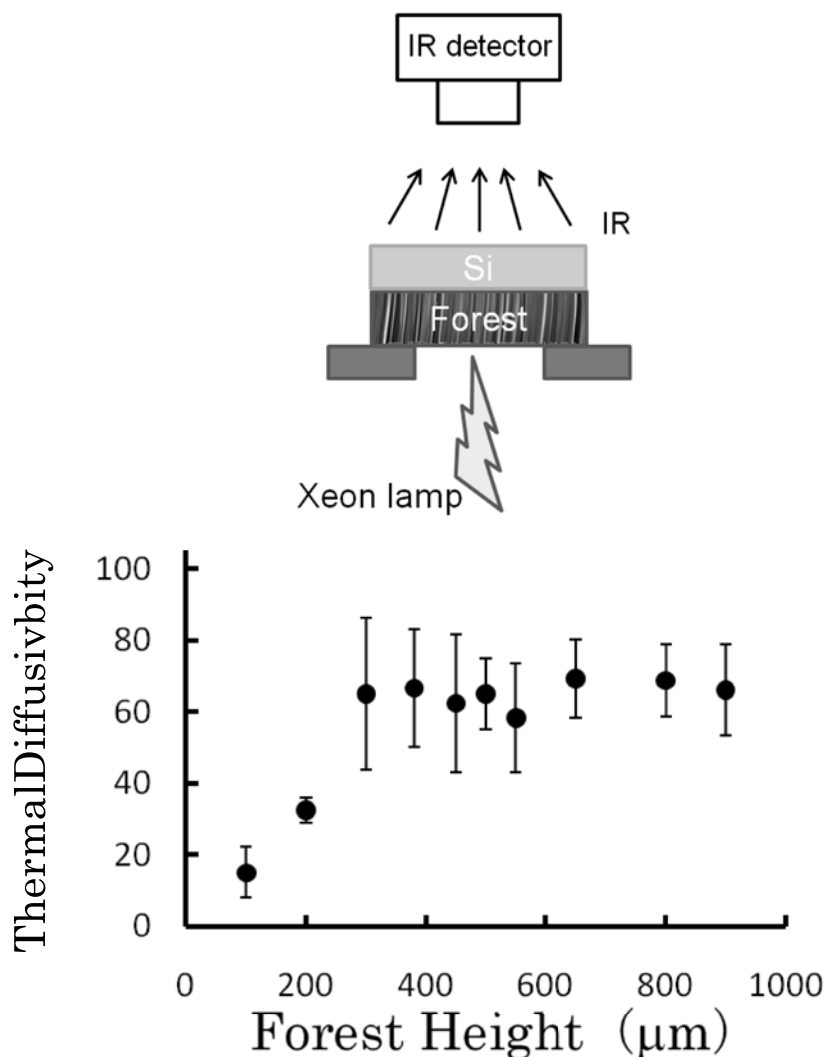 IR detector
IR
Si
Forest
Xeon lamp
ThermalDiffusivbity
100
80
60
40
20
0
0 200 400 600 800 1000
Forest Height (μm)